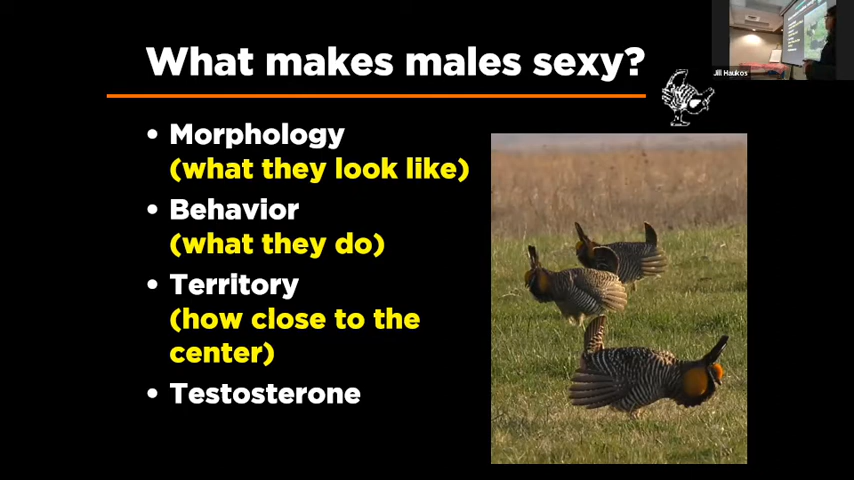 What makes males sexy?
Jill Haukos
• Morphology
(what they look like)
• Behavior
(what they do)
• Territory
(how close to the
center)
• Testosterone